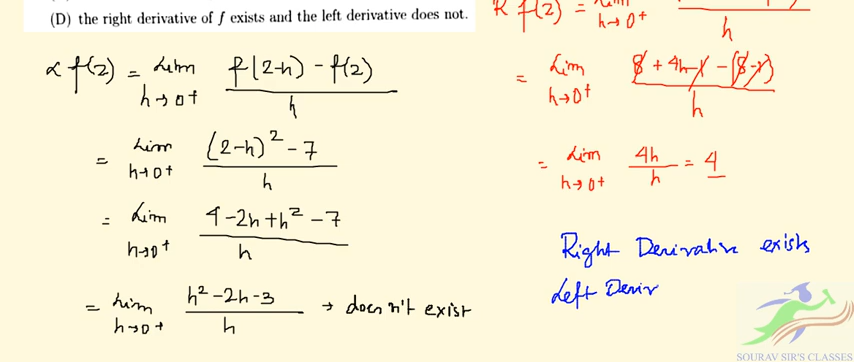 (D) the right derivative of f exists and the left derivative does not.
L f(2) = Lim h→0+ f(2-h) - f(2) / h
= Lim h→0+ (2-h)² - 7 / h
= Lim h→0+ 4-2h+h²-7 / h
= Lim h→0+ h²-2h-3 / h → doesn't exist
R f(2) = Lim h→0+ / h
= Lim h→0+ 8 + 4h-1 - (8-1) / h
= Lim h→0+ 4h / h = 4
Right Derivative exists
Left Deriv
SOURAV SIR'S CLASSES